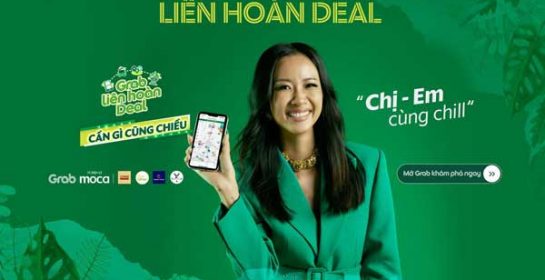 LIÊN HOÀN DEAL
Grab
liên hoàn
Deal
CẦN GÌ CŨNG CHIỀU
"Chị - Em
cùng chill"
Grab moca
Mở Grab khám phá ngay